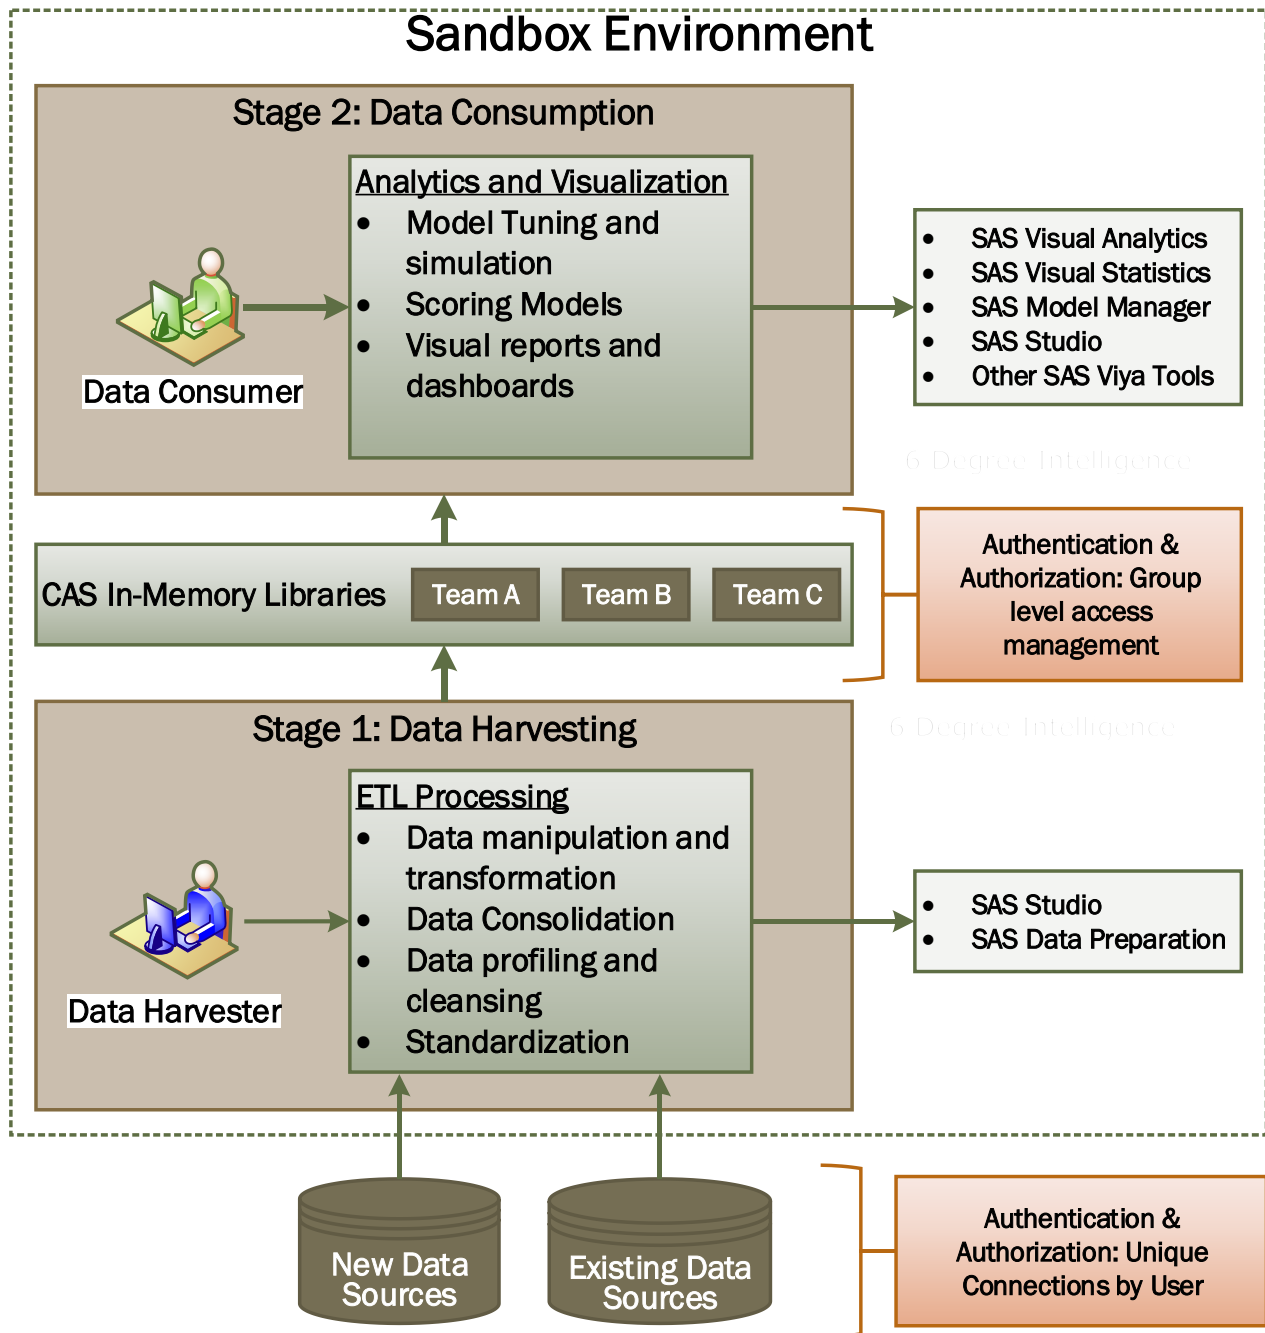 Sandbox Environment
Stage 2: Data Consumption
Analytics and Visualization
• Model Tuning and
simulation
• Scoring Models
• Visual reports and
dashboards
Data Consumer
• SAS Visual Analytics
• SAS Visual Statistics
• SAS Model Manager
• SAS Studio
• Other SAS Viya Tools
6 Degree Intelligence
CAS In-Memory Libraries
Team A
Team B
Team C
Authentication &
Authorization: Group
level access
management
Stage 1: Data Harvesting
6 Degree Intelligence
ETL Processing
• Data manipulation and
transformation
• Data Consolidation
• Data profiling and
cleansing
• Standardization
Data Harvester
• SAS Studio
• SAS Data Preparation
New Data
Sources
Existing Data
Sources
Authentication &
Authorization: Unique
Connections by User